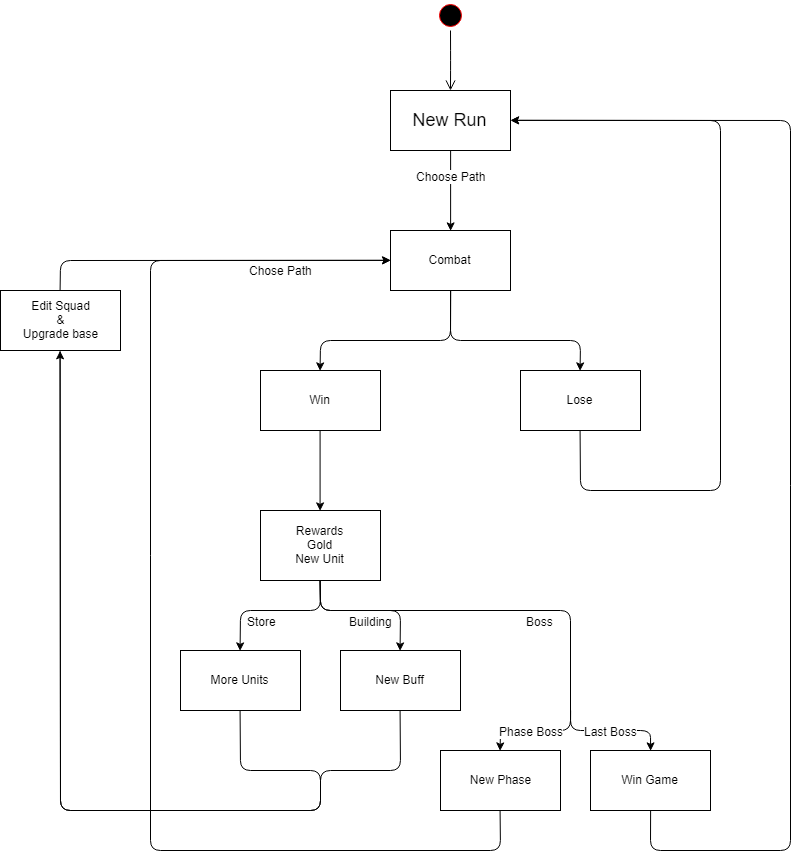 New Run
Choose Path
Combat
Chose Path
Edit Squad
&
Upgrade base
Win
Lose
Rewards
Gold
New Unit
Store
Building
Boss
More Units
New Buff
Phase Boss
Last Boss
New Phase
Win Game